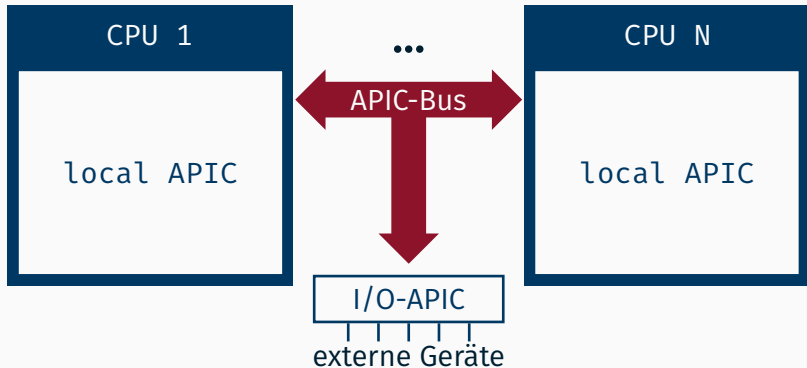 CPU 1
...
CPU N
APIC-Bus
local APIC
local APIC
I/O-APIC
externe Geräte